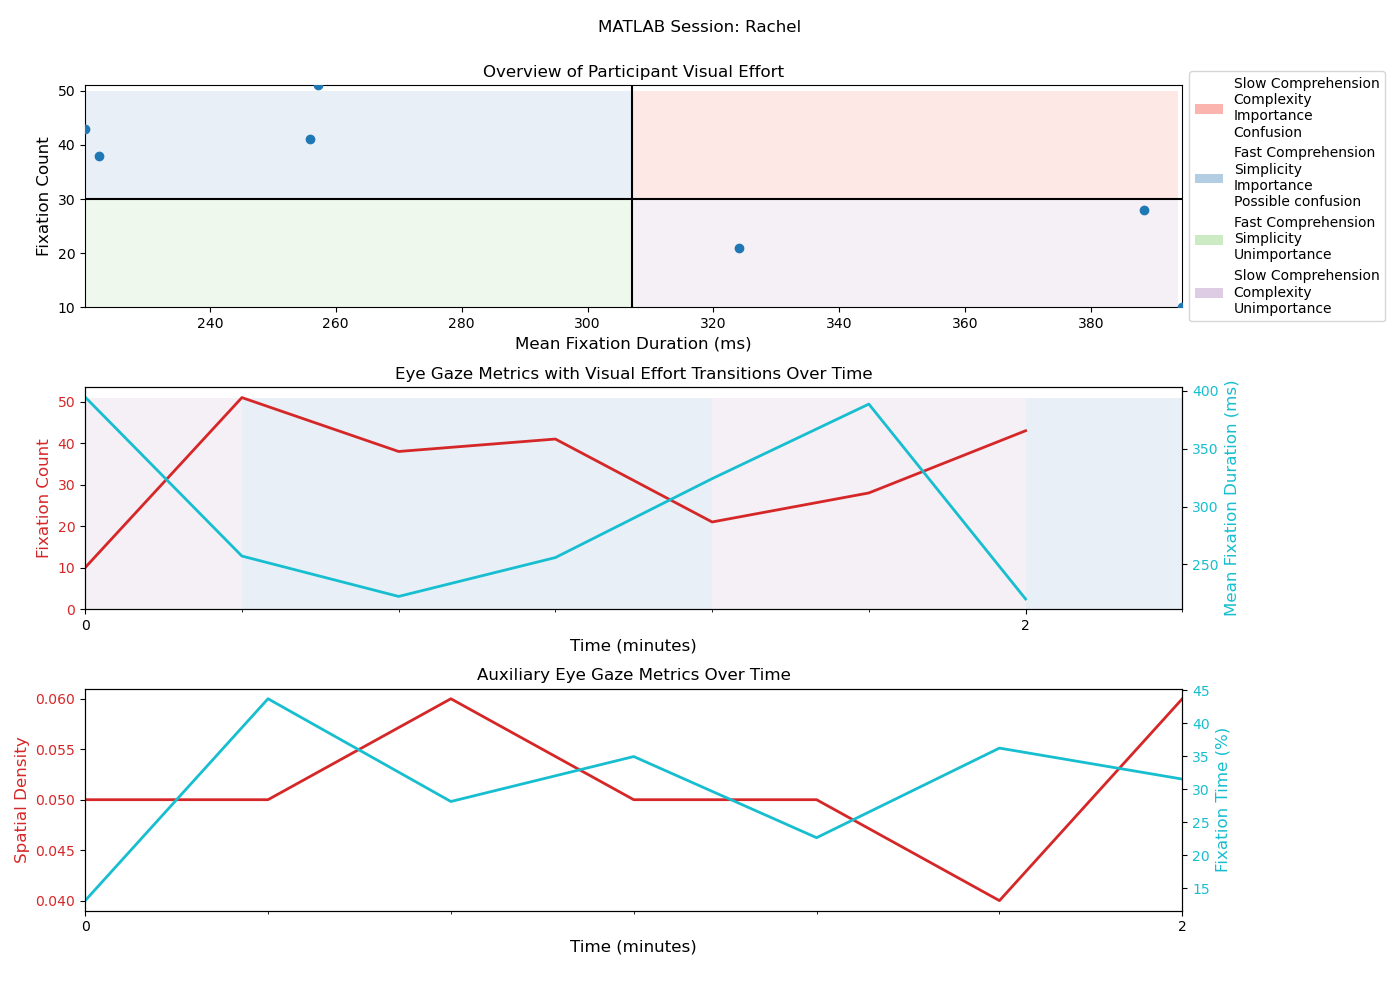 MATLAB Session: Rachel
Overview of Participant Visual Effort
50
40
30
20
10
Fixation Count
240
260
280
300
320
340
360
380
Mean Fixation Duration (ms)
Slow Comprehension
Complexity
Importance
Confusion
Fast Comprehension
Simplicity
Importance
Possible confusion
Fast Comprehension
Simplicity
Unimportance
Slow Comprehension
Complexity
Unimportance
Eye Gaze Metrics with Visual Effort Transitions Over Time
50
40
30
20
10
0
Fixation Count
400
350
300
250
Mean Fixation Duration (ms)
0
2
Time (minutes)
Auxiliary Eye Gaze Metrics Over Time
0.060
0.055
0.050
0.045
0.040
Spatial Density
45
40
35
30
25
20
15
Fixation Time (%)
0
2
Time (minutes)